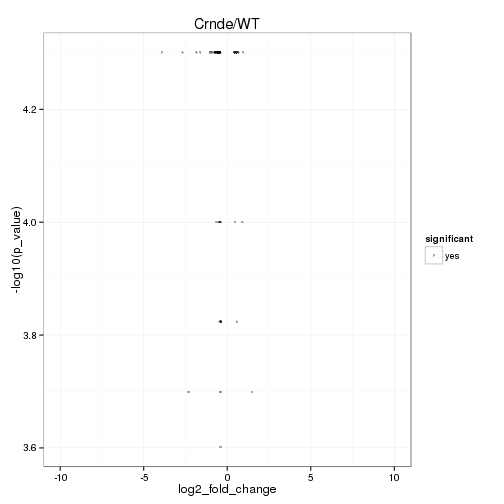 Crnde/WT
-log10(p_value)
4.2
4.0
3.8
3.6
-10
-5
0
5
10
log2_fold_change
significant
yes